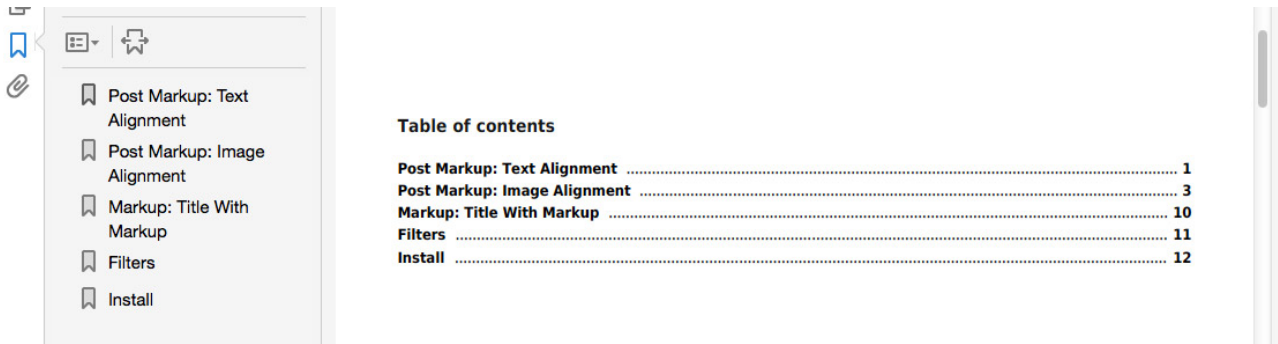 Post Markup: Text
Alignment
Post Markup: Image
Alignment
Markup: Title With
Markup
Filters
Install
Table of contents
Post Markup: Text Alignment ........................................................ 1
Post Markup: Image Alignment ........................................................ 3
Markup: Title With Markup ........................................................ 10
Filters ........................................................ 11
Install ........................................................ 12